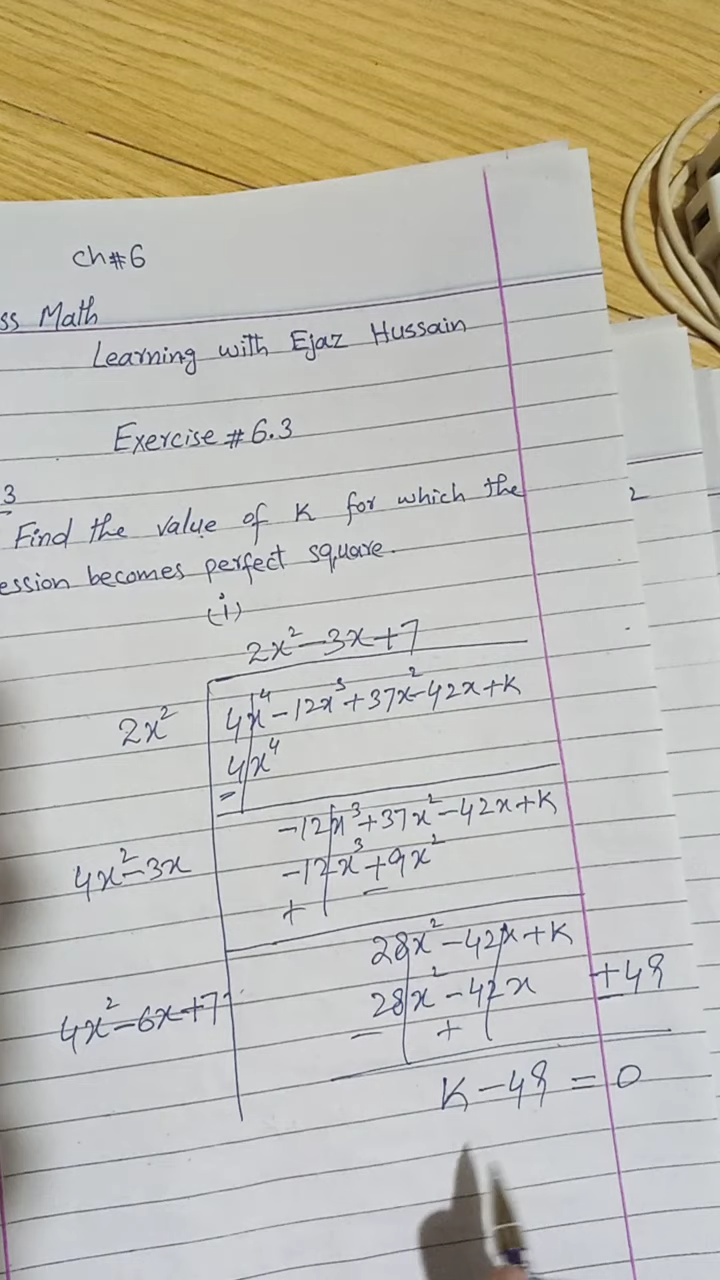 Ch#6
ss Math
Learning with Ejaz Hussain
Exercise # 6.3
3
Find the value of K for which the
ession becomes perfect square.
(i)
2x² - 3x + 7
2x² 4x⁴ - 12x³ + 37x² - 42x + K
4x⁴
-
-12x³ + 37x² - 42x + K
4x² - 3x -12x³ + 9x²
+ -
28x² - 42x + K
4x² - 6x + 7 28x² - 42x + 49
- + -
K - 49 = 0
2